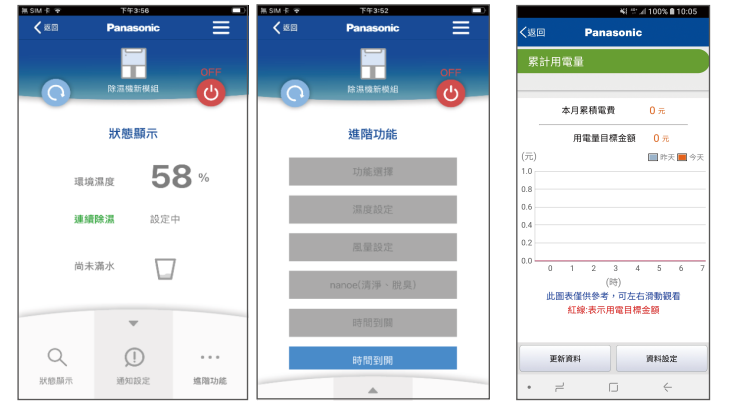 無 SIM 卡
下午3:56
返回
Panasonic
除濕機新模組
OFF
狀態顯示
環境濕度 58 %
連續除濕 設定中
尚未滿水
狀態顯示 通知設定 進階功能
無 SIM 卡
下午3:52
返回
Panasonic
除濕機新模組
OFF
進階功能
功能選擇
濕度設定
風量設定
nanoe(清淨、脫臭)
時間到關
時間到開
100% 10:05
返回
Panasonic
累計用電量
本月累積電費 0 元
用電量目標金額 0 元
(元)
昨天 今天
1.0
0.8
0.6
0.4
0.2
0.0
0 1 2 3 4 5 6 7
(時)
此圖表僅供參考，可左右滑動觀看
紅線:表示用電目標金額
更新資料 資料設定